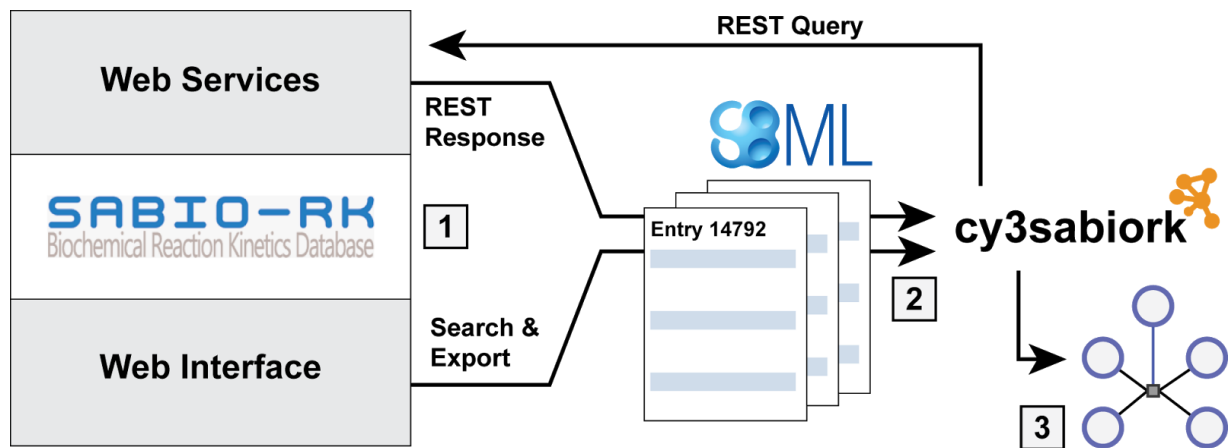 REST Query
Web Services
REST
Response
SBML
SABIO-RK
Biochemical Reaction Kinetics Database
1
Entry 14792
cy3sabiork
2
Search &
Export
Web Interface
3